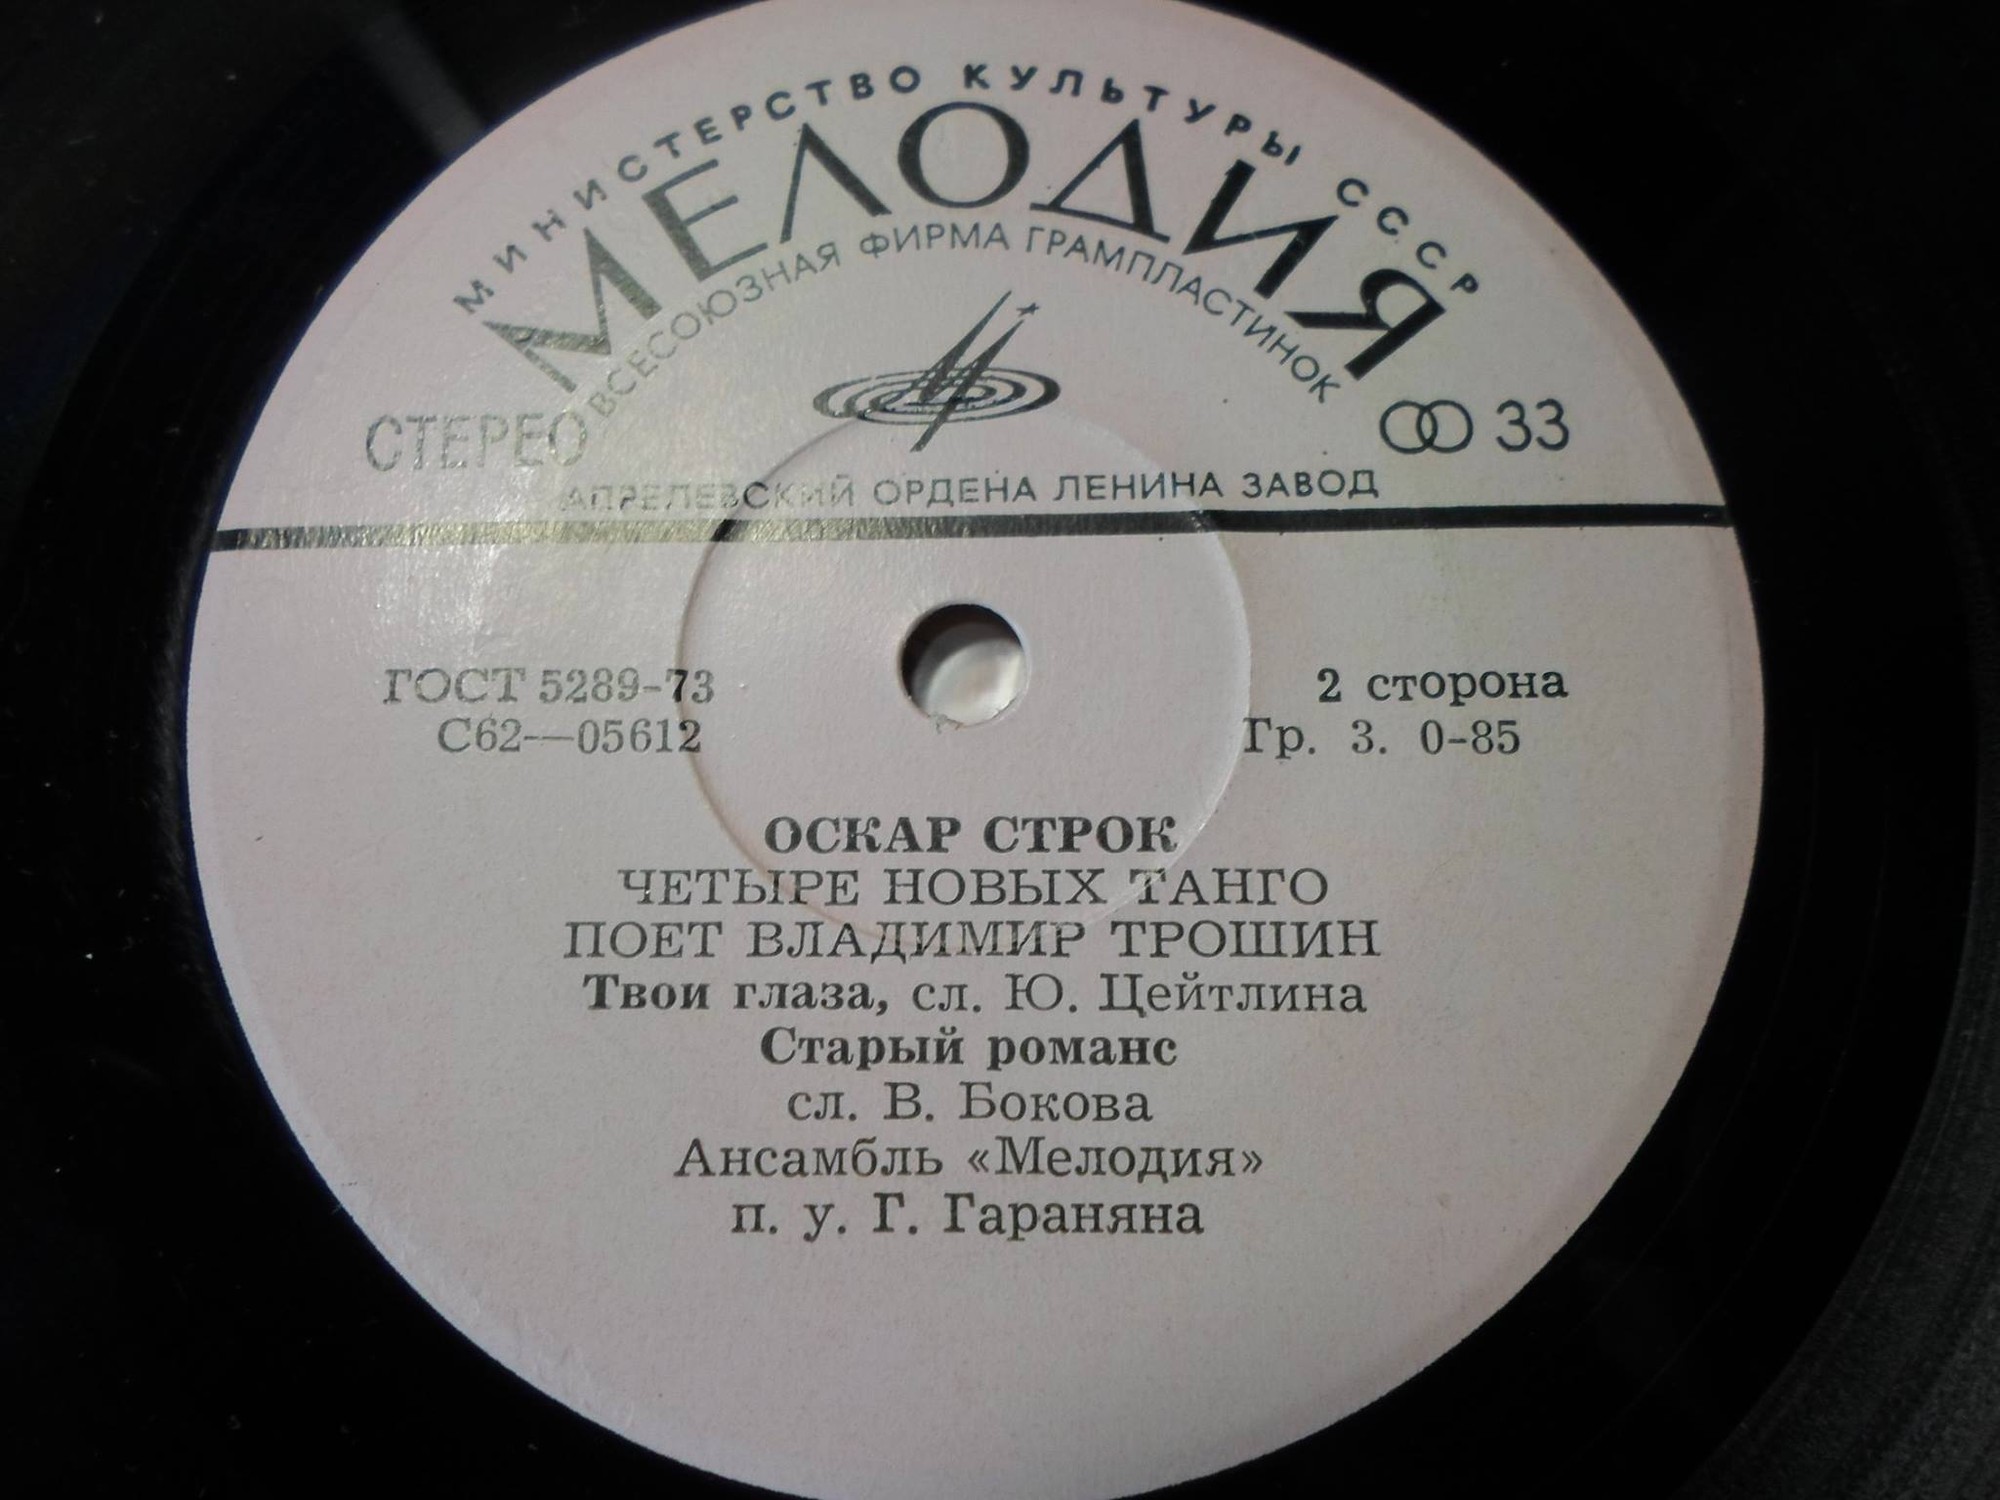 МИНИСТЕРСТВО КУЛЬТУРЫ СССР
МЕЛОДИЯ
ВСЕСОЮЗНАЯ ФИРМА ГРАМПЛАСТИНОК
СТЕРЕО
33
АПРЕЛЕВСКИЙ ОРДЕНА ЛЕНИНА ЗАВОД
ГОСТ 5289-73
2 сторона
С62—05612
Гр. 3. 0-85
ОСКАР СТРОК
ЧЕТЫРЕ НОВЫХ ТАНГО
ПОЕТ ВЛАДИМИР ТРОШИН
Твои глаза, сл. Ю. Цейтлина
Старый романс
сл. В. Бокова
Ансамбль «Мелодия»
п. у. Г. Гараняна